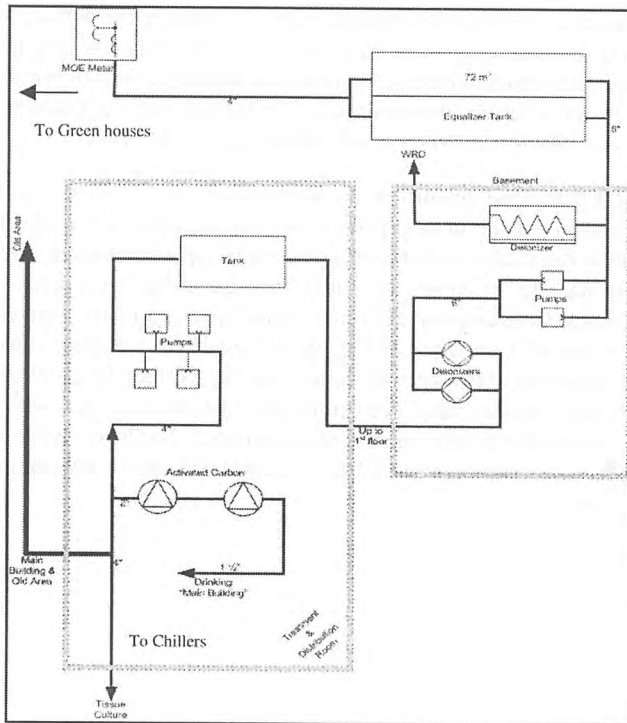 MOE Meter
To Green houses
4"
72 m³
Equalizer Tank
6"
WRD
Basement
Deionizer
Old Area
Tank
Pumps
Pumps
6"
Deionizers
4"
Up to
1st floor
Activated Carbon
2"
1 ½"
Drinking
"Main Building"
Main
Building &
Old Area
4"
To Chillers
Treatment
&
Distribution
Room
Tissue
Culture